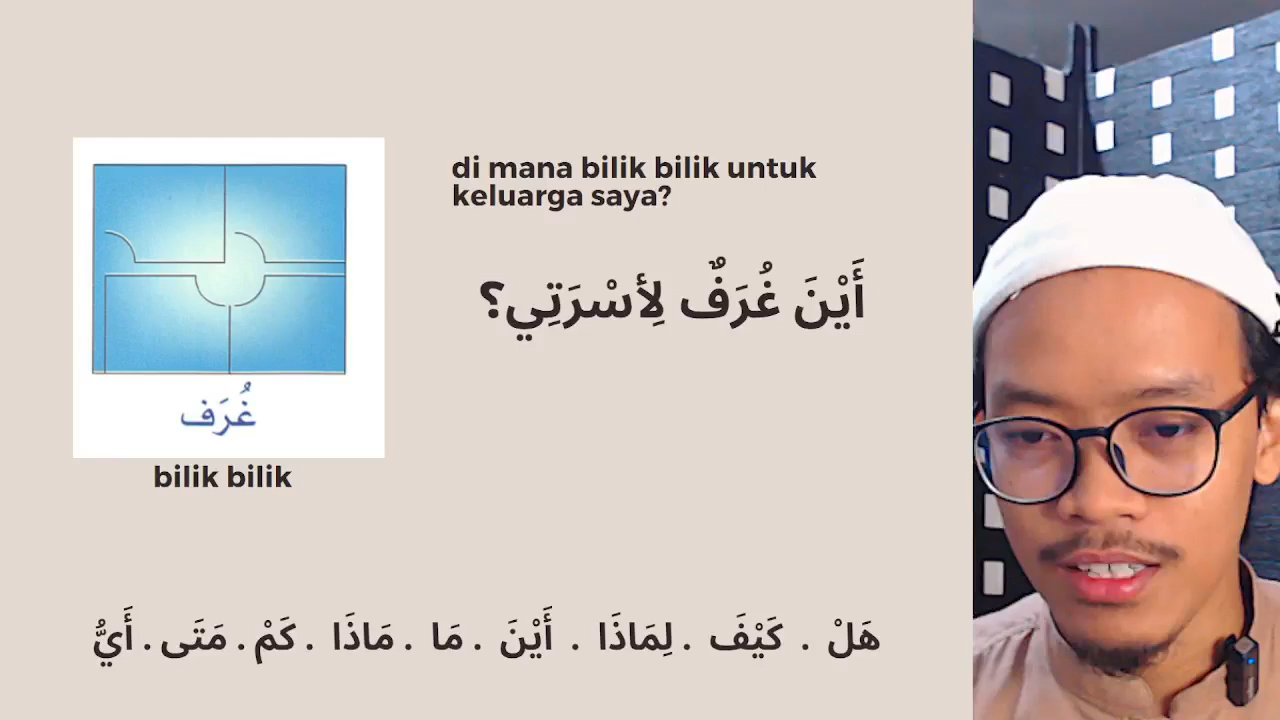 di mana bilik bilik untuk
keluarga saya?
أَيْنَ غُرَفٌ لِأسْرَتِي؟
غُرَف
bilik bilik
هَلْ . كَيْفَ . لِمَاذَا . أَيْنَ . مَا . مَاذَا . كَمْ . مَتَى . أَيُّ